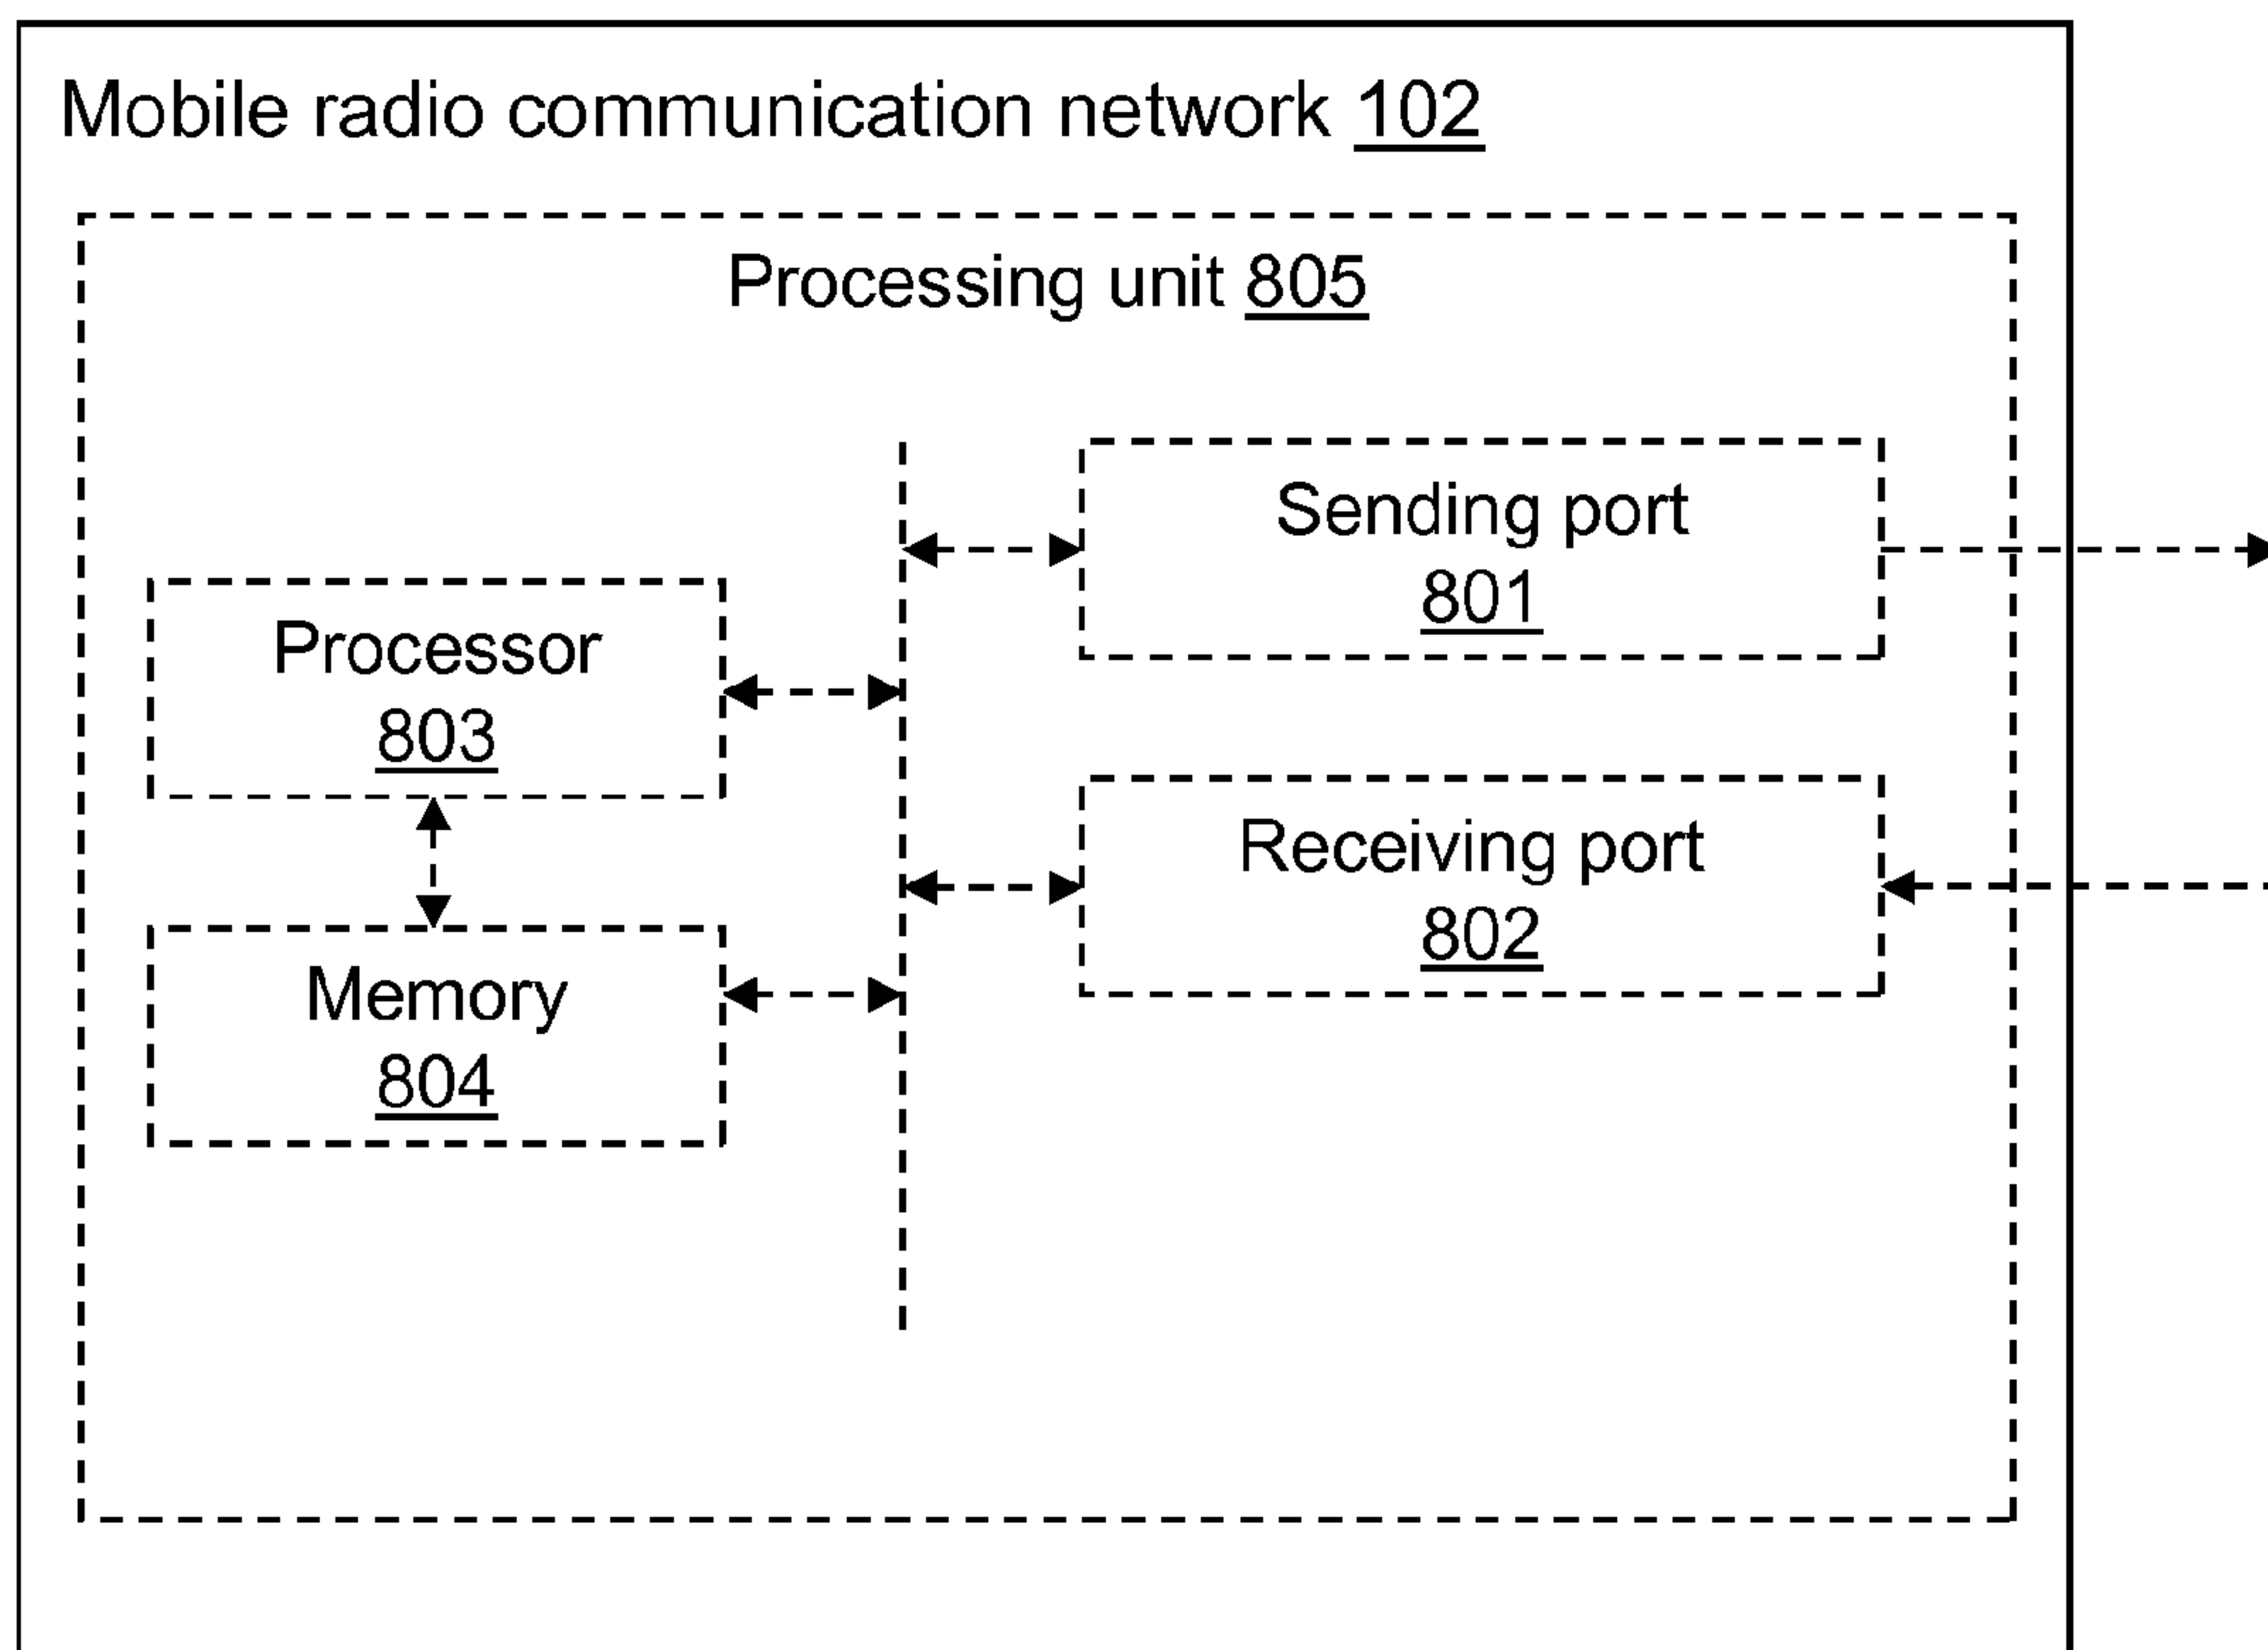 Mobile radio communication network 102
Processing unit 805
Sending port
801
Processor
803
Receiving port
802
Memory
804